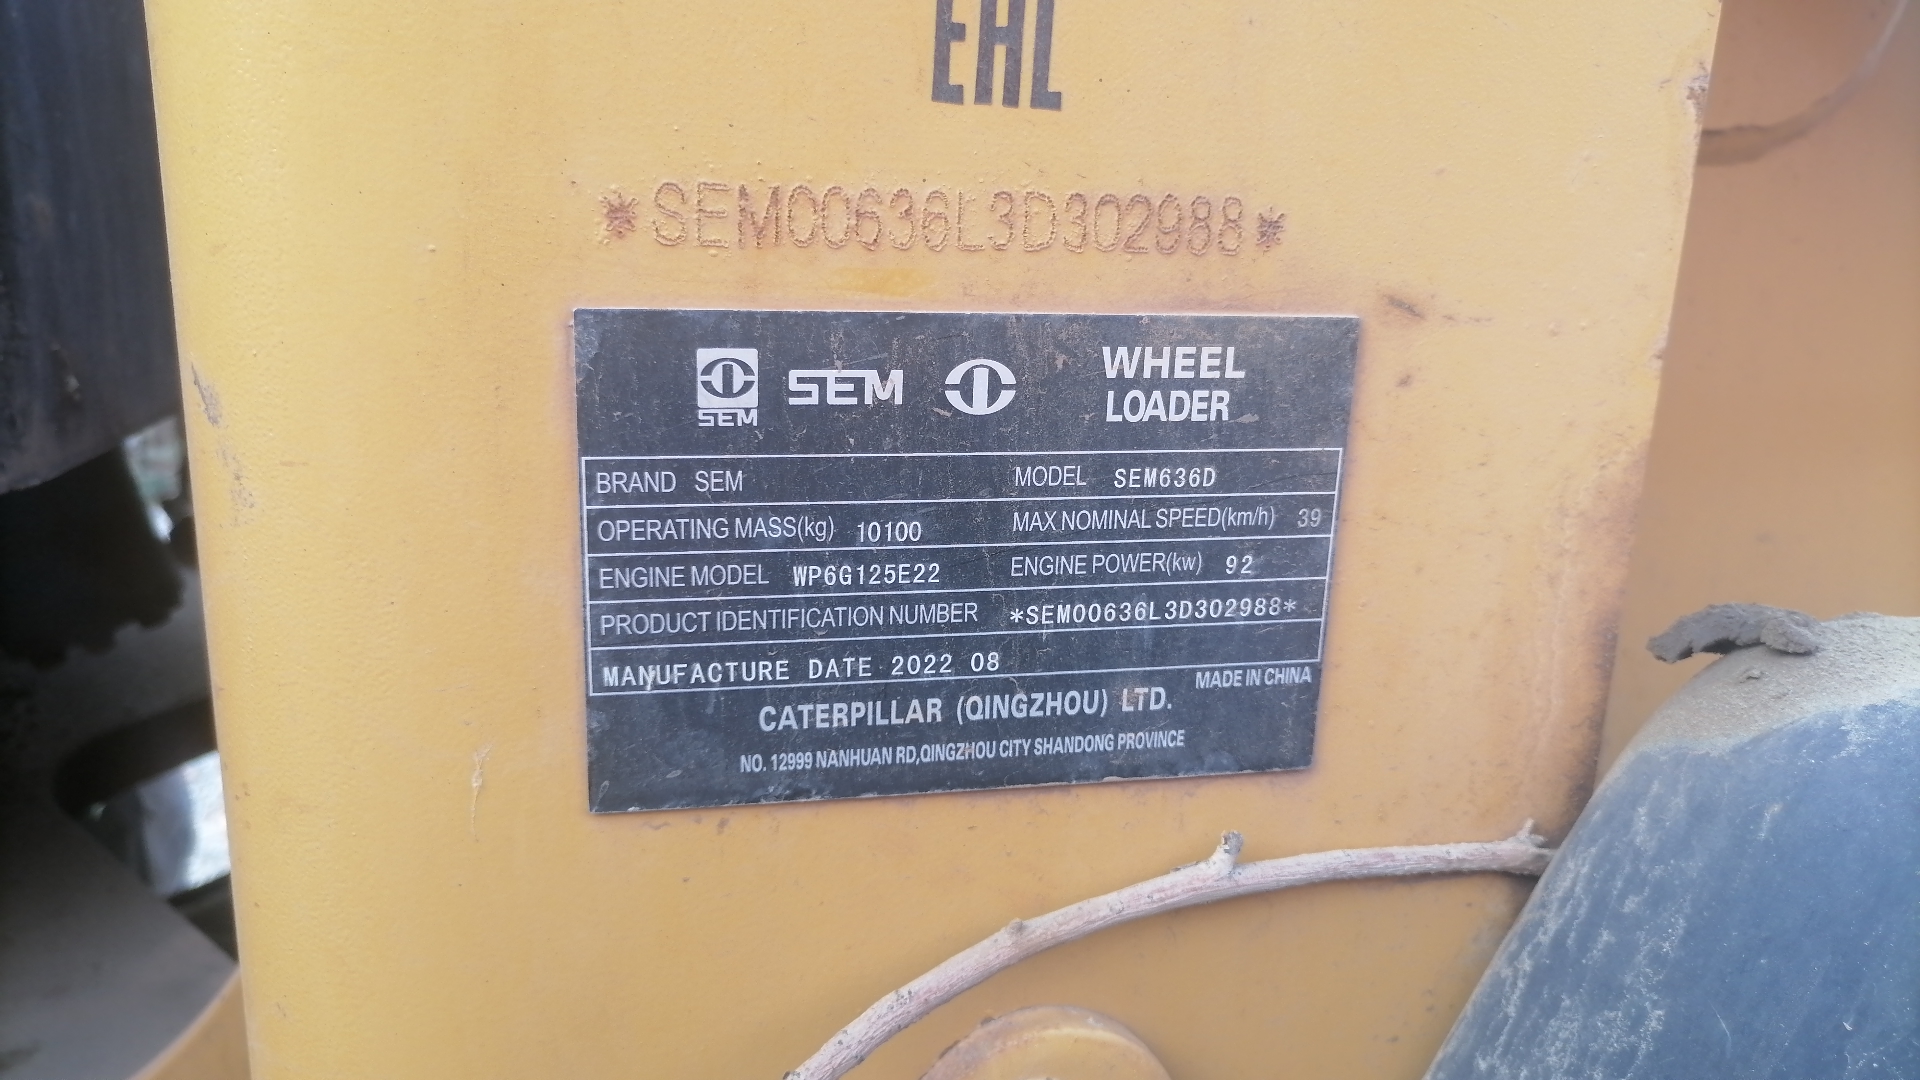 EAC
*SEM00636L3D302988*
SEM
SEM
WHEEL
LOADER
BRAND SEM MODEL SEM636D
OPERATING MASS(kg) 10100 MAX NOMINAL SPEED(km/h) 39
ENGINE MODEL WP6G125E22 ENGINE POWER(kw) 92
PRODUCT IDENTIFICATION NUMBER *SEM00636L3D302988*
MANUFACTURE DATE 2022 08
MADE IN CHINA
CATERPILLAR (QINGZHOU) LTD.
NO. 12999 NANHUAN RD,QINGZHOU CITY SHANDONG PROVINCE